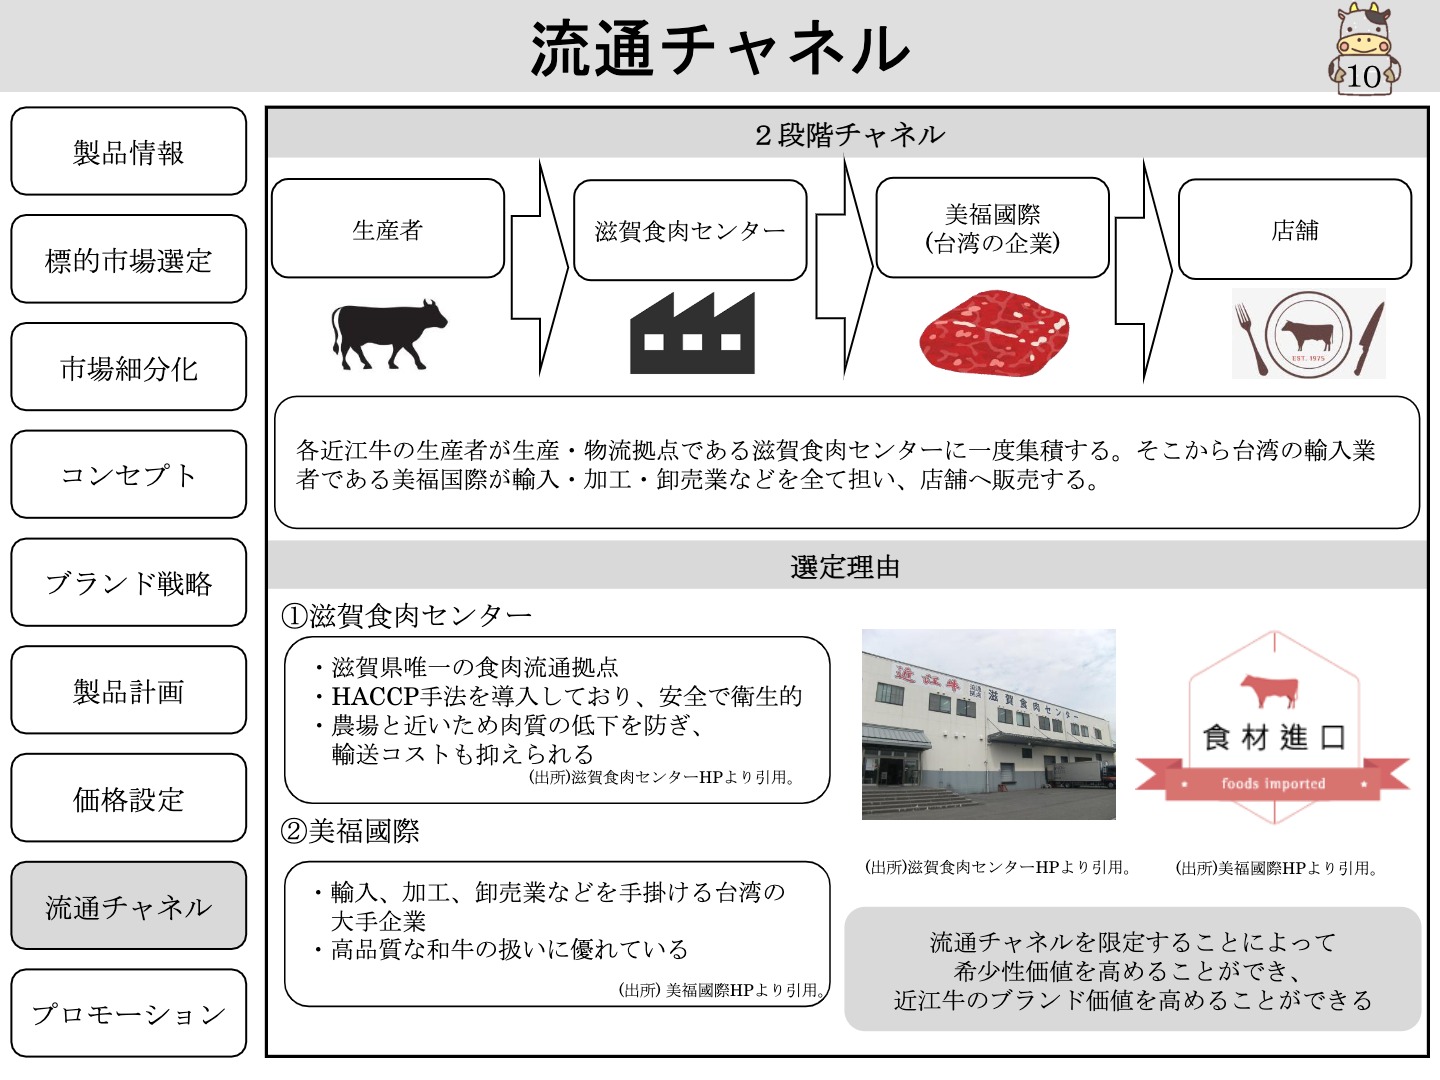 流通チャネル
10
製品情報
標的市場選定
市場細分化
コンセプト
ブランド戦略
製品計画
価格設定
流通チャネル
プロモーション
２段階チャネル
生産者
滋賀食肉センター
美福國際
(台湾の企業)
店舗
EST. 1975
各近江牛の生産者が生産・物流拠点である滋賀食肉センターに一度集積する。そこから台湾の輸入業
者である美福国際が輸入・加工・卸売業などを全て担い、店舗へ販売する。
選定理由
①滋賀食肉センター
・滋賀県唯一の食肉流通拠点
・HACCP手法を導入しており、安全で衛生的
・農場と近いため肉質の低下を防ぎ、
輸送コストも抑えられる
(出所)滋賀食肉センターHPより引用。
②美福國際
・輸入、加工、卸売業などを手掛ける台湾の
大手企業
・高品質な和牛の扱いに優れている
(出所) 美福國際HPより引用。
近江牛
滋賀食肉センター
食材進口
foods imported
(出所)滋賀食肉センターHPより引用。
(出所)美福國際HPより引用。
流通チャネルを限定することによって
希少性価値を高めることができ、
近江牛のブランド価値を高めることができる